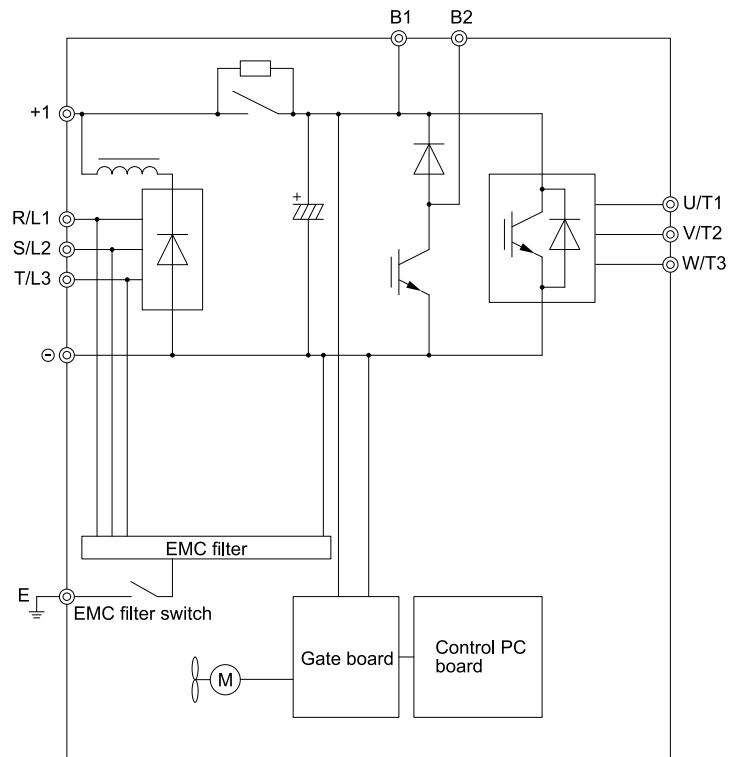 B1 B2
+1
+
R/L1
S/L2
T/L3
U/T1
V/T2
W/T3
⊖
EMC filter
E
EMC filter switch
Gate board
Control PC
board
M